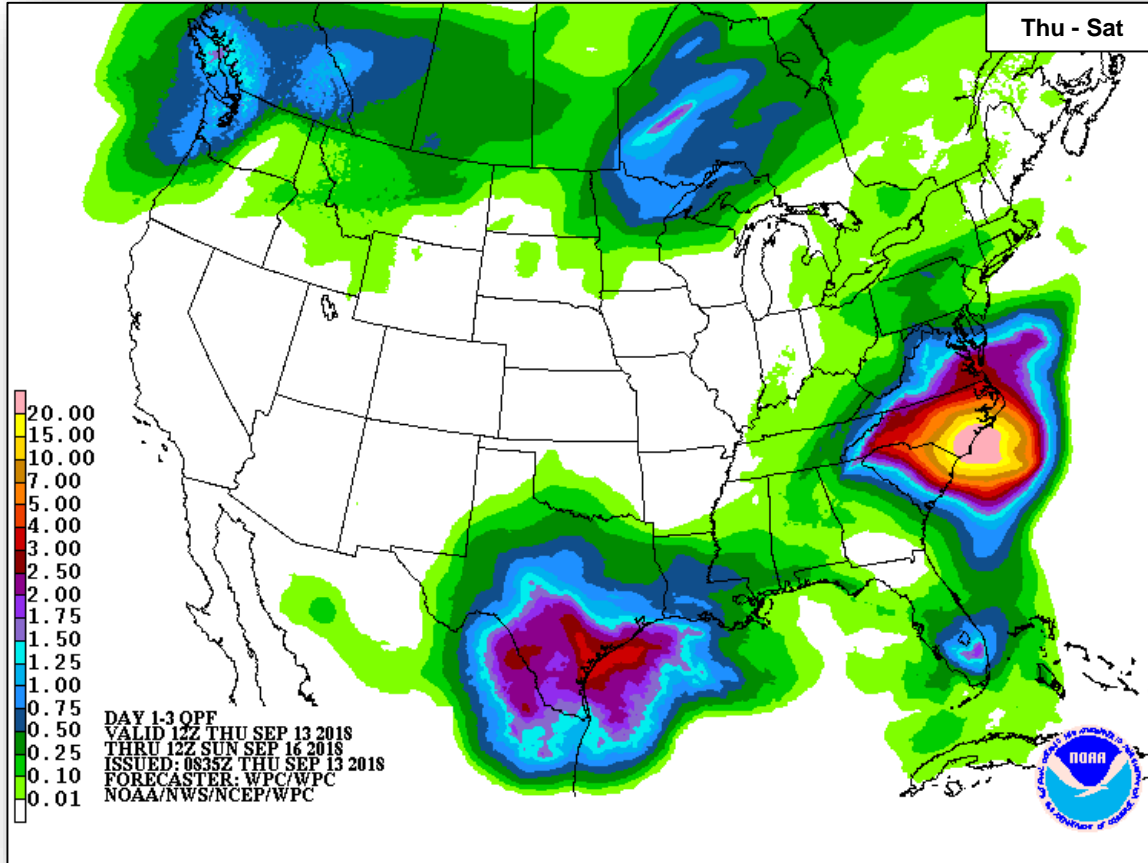 Thu - Sat
20.00
15.00
10.00
7.00
5.00
4.00
3.00
2.50
2.00
1.75
1.50
1.25
1.00
0.75
0.50
0.25
0.10
0.01
DAY 1-3 QPF
VALID 12Z THU SEP 13 2018
THRU 12Z SUN SEP 16 2018
ISSUED: 0835Z THU SEP 13 2018
FORECASTER: WPC/WPC
NOAA/NWS/NCEP/WPC
NOAA